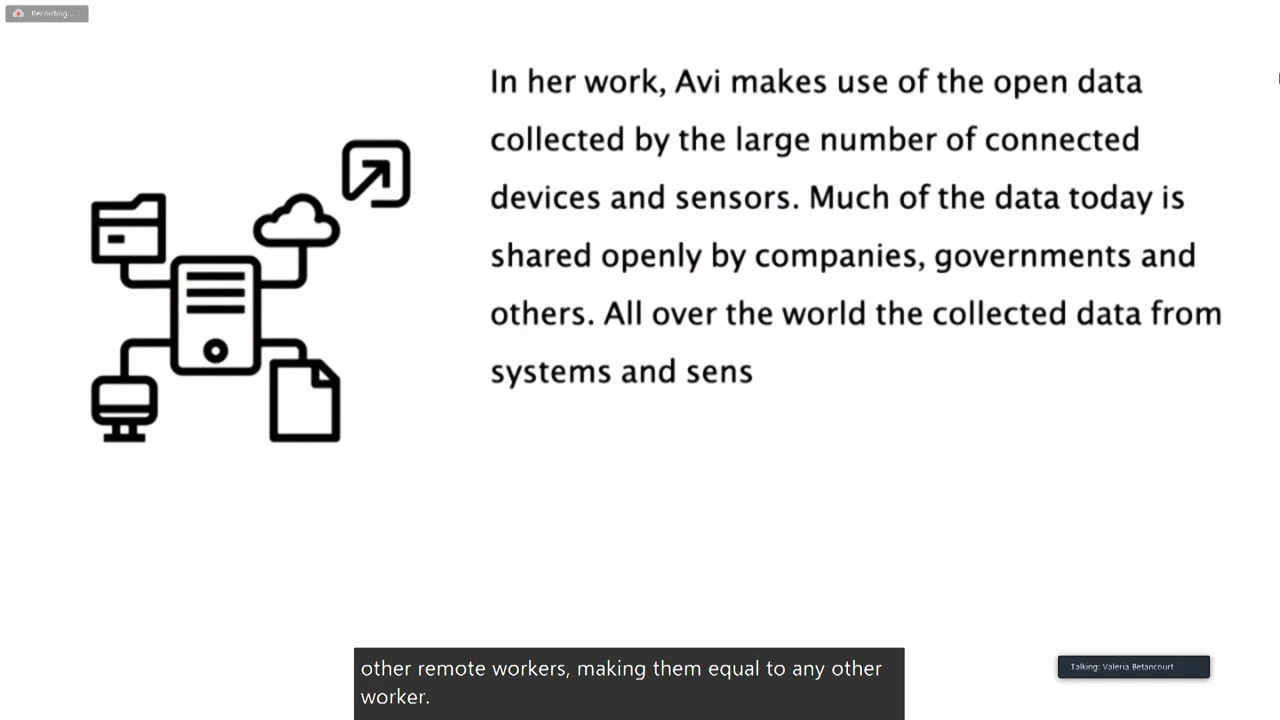 Recording...
In her work, Avi makes use of the open data
collected by the large number of connected
devices and sensors. Much of the data today is
shared openly by companies, governments and
others. All over the world the collected data from
systems and sens
other remote workers, making them equal to any other
worker.
Talking: Valeria Betancourt